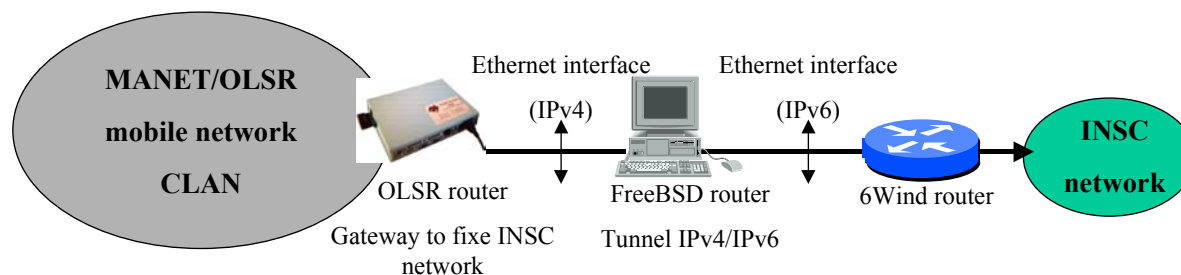 MANET/OLSR
mobile network
CLAN
Ethernet interface
(IPv4)
Ethernet interface
(IPv6)
INSC
network
OLSR router
FreeBSD router
6Wind router
Gateway to fixe INSC
network
Tunnel IPv4/IPv6